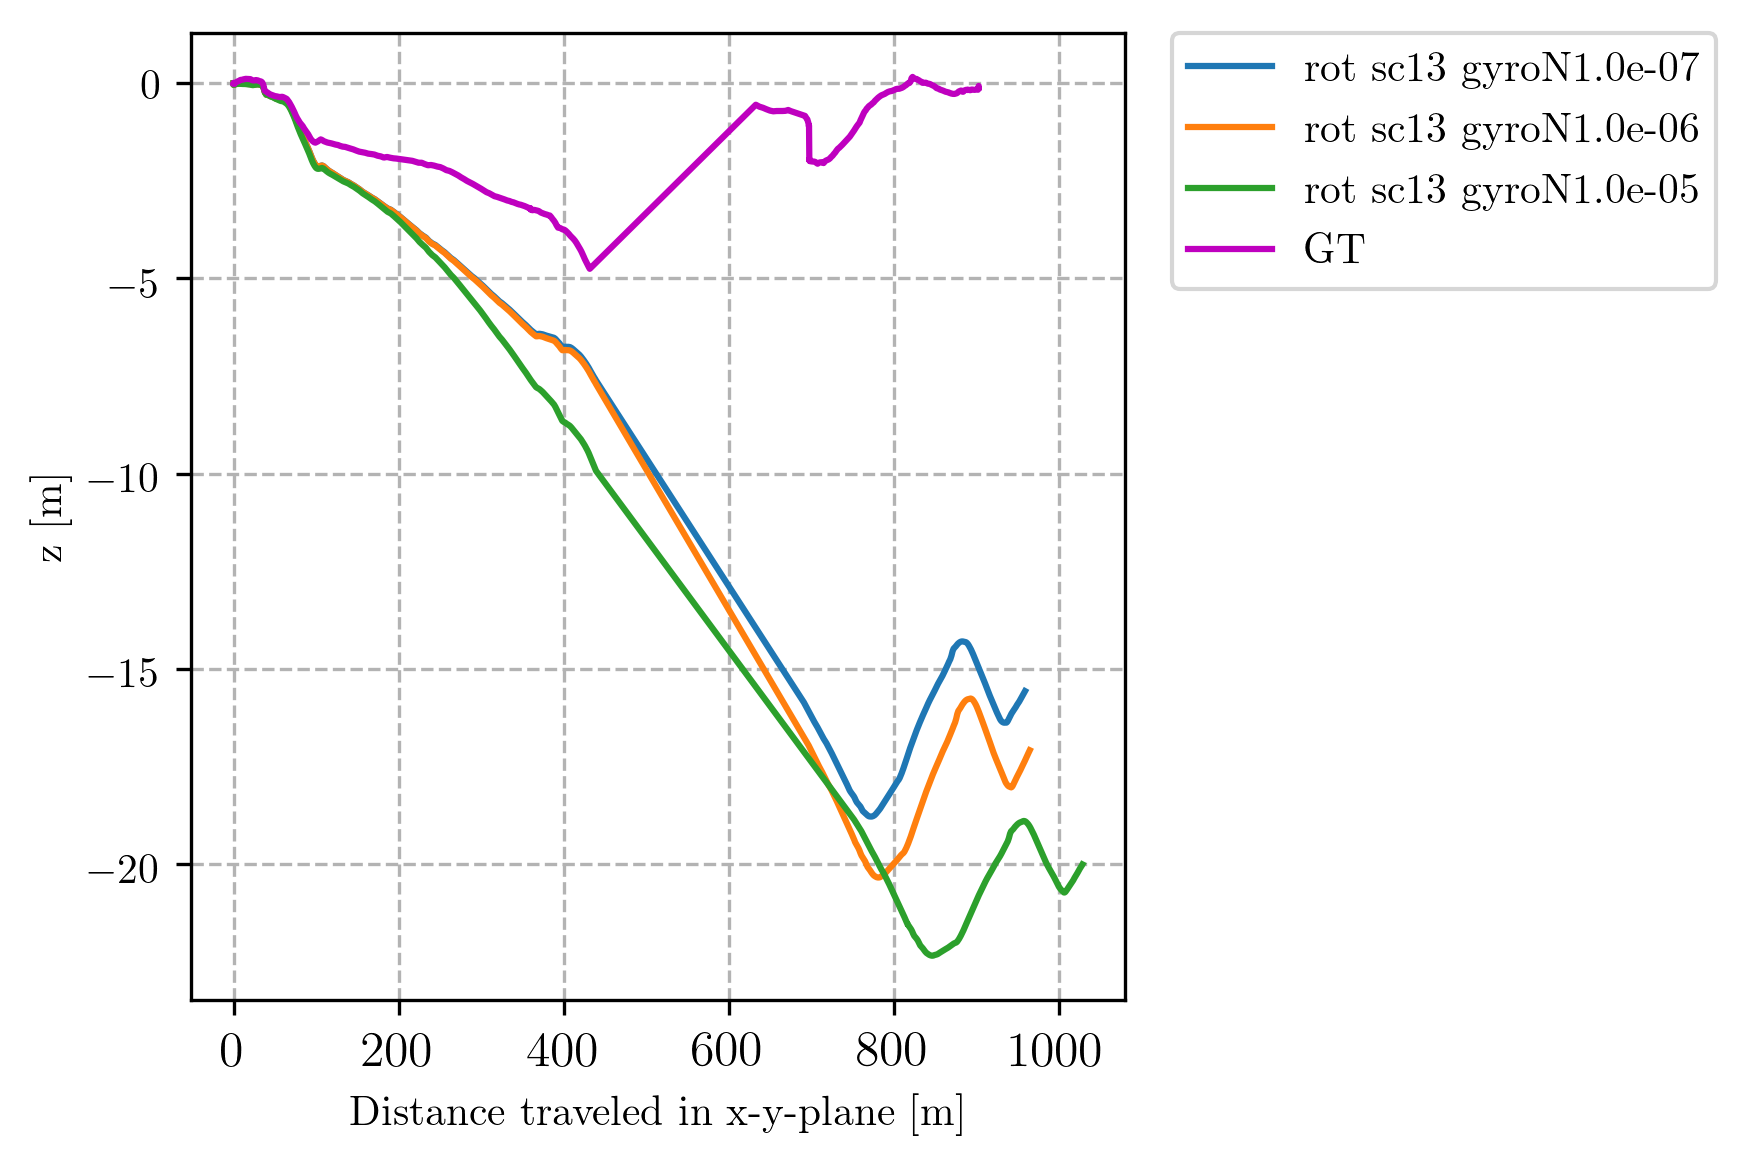 0
−5
−10
−15
−20
z [m]
0 200 400 600 800 1000
Distance traveled in x-y-plane [m]
rot sc13 gyroN1.0e-07
rot sc13 gyroN1.0e-06
rot sc13 gyroN1.0e-05
GT